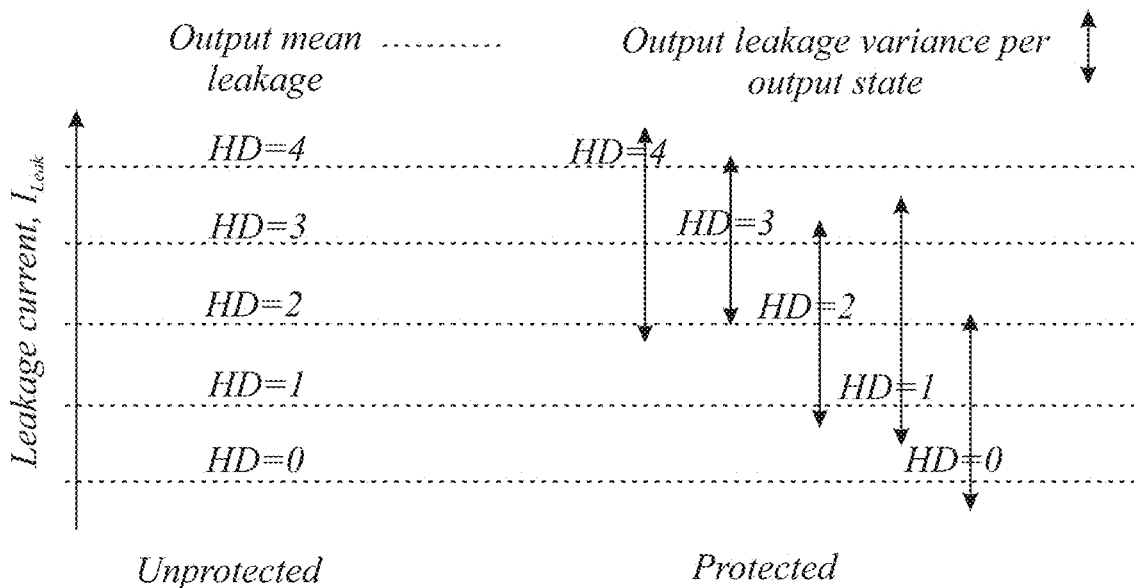 Output mean
leakage
Output leakage variance per
output state
Leakage current, I_Leak
HD=4
HD=3
HD=2
HD=1
HD=0
HD=4
HD=3
HD=2
HD=1
HD=0
Unprotected
Protected